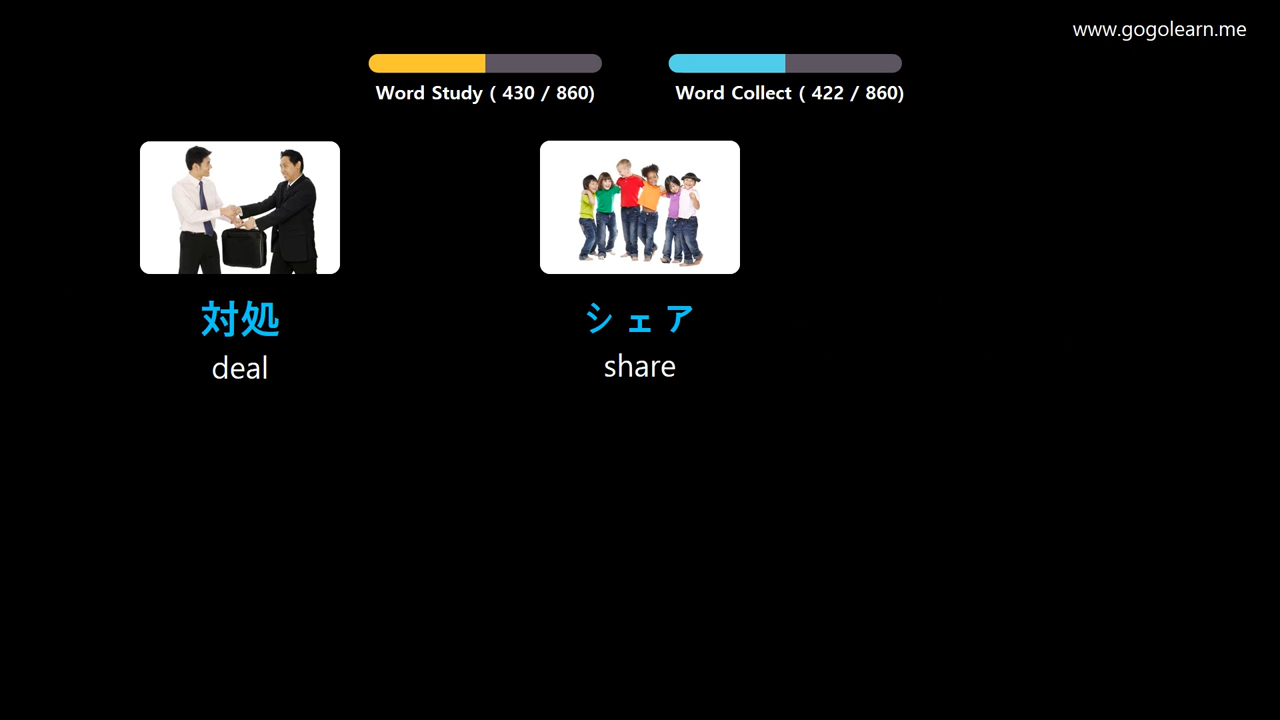 www.gogolearn.me
Word Study ( 430 / 860)
Word Collect ( 422 / 860)
対処
deal
シェア
share